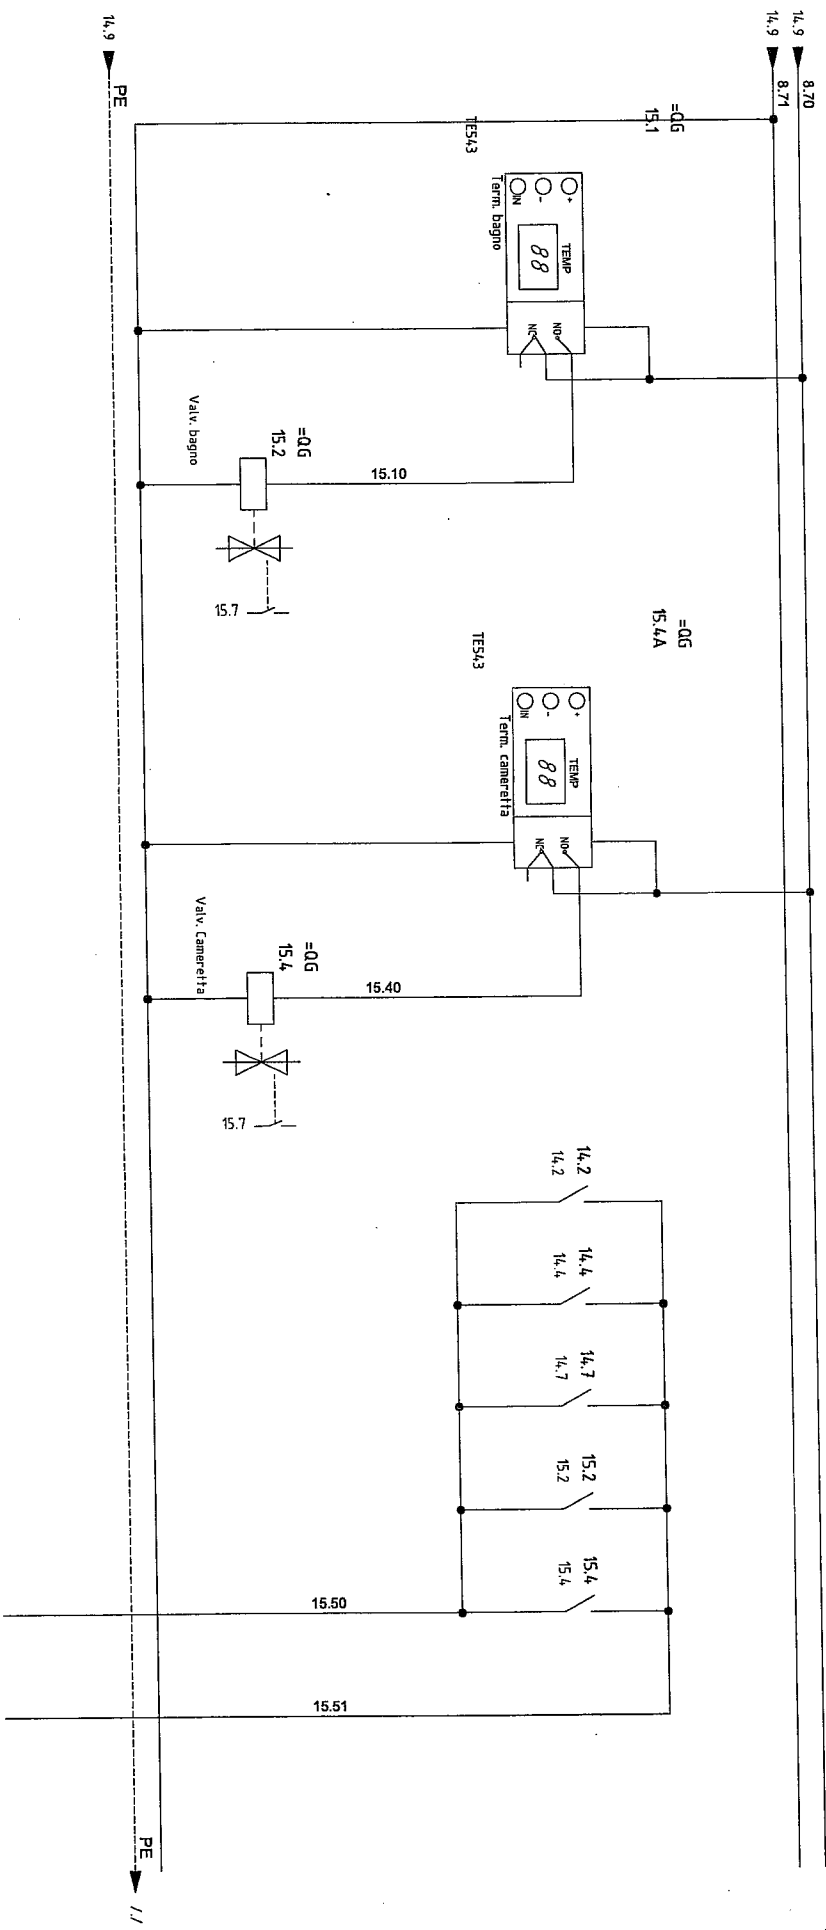 14.9
8.70
14.9
8.71
=QG
15.1
TE543
+
-
IN
TEMP
88
Term. bagno
NO
NC
15.10
=QG
15.2
Valv. bagno
15.7
=QG
15.4A
TE543
+
-
IN
TEMP
88
Term. cameretta
NO
NC
15.40
=QG
15.4
Valv. Cameretta
15.7
14.2
14.2
14.4
14.4
14.7
14.7
15.2
15.2
15.4
15.4
15.50
15.51
14.9
PE
PE
/./